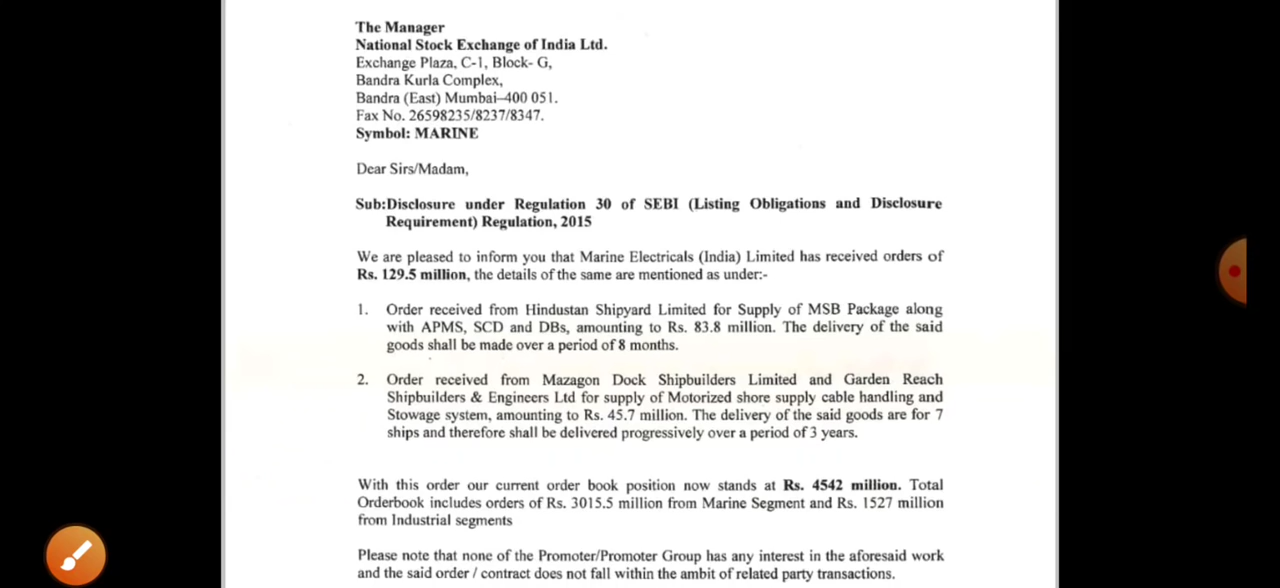 The Manager
National Stock Exchange of India Ltd.
Exchange Plaza, C-1, Block- G,
Bandra Kurla Complex,
Bandra (East) Mumbai–400 051.
Fax No. 26598235/8237/8347.
Symbol: MARINE
Dear Sirs/Madam,
Sub:Disclosure under Regulation 30 of SEBI (Listing Obligations and Disclosure
Requirement) Regulation, 2015
We are pleased to inform you that Marine Electricals (India) Limited has received orders of
Rs. 129.5 million, the details of the same are mentioned as under:-
1. Order received from Hindustan Shipyard Limited for Supply of MSB Package along
with APMS, SCD and DBs, amounting to Rs. 83.8 million. The delivery of the said
goods shall be made over a period of 8 months.
2. Order received from Mazagon Dock Shipbuilders Limited and Garden Reach
Shipbuilders & Engineers Ltd for supply of Motorized shore supply cable handling and
Stowage system, amounting to Rs. 45.7 million. The delivery of the said goods are for 7
ships and therefore shall be delivered progressively over a period of 3 years.
With this order our current order book position now stands at Rs. 4542 million. Total
Orderbook includes orders of Rs. 3015.5 million from Marine Segment and Rs. 1527 million
from Industrial segments
Please note that none of the Promoter/Promoter Group has any interest in the aforesaid work
and the said order / contract does not fall within the ambit of related party transactions.